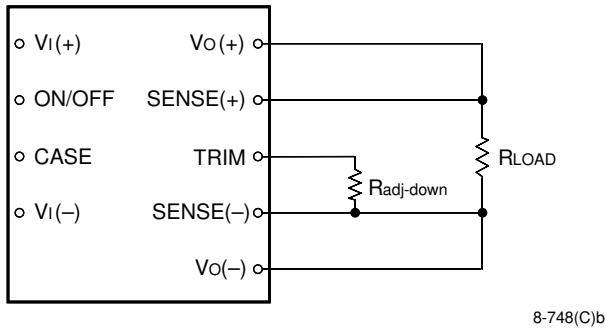 VI(+) VO(+)
ON/OFF SENSE(+)
CASE TRIM RLOAD
Radj-down
VI(–) SENSE(–)
VO(–)
8-748(C)b